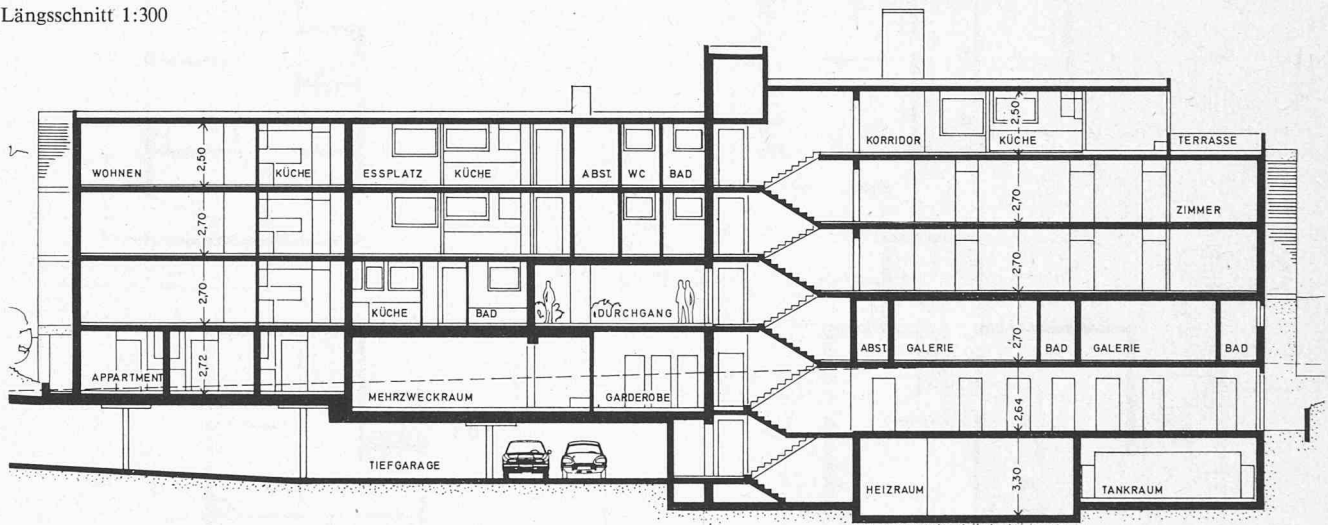 Längsschnitt 1:300
KORRIDOR 2,50 KÜCHE TERRASSE
WOHNEN 2,50 KÜCHE ESSPLATZ KÜCHE ABST. WC BAD
2,70 2,70 ZIMMER
2,70 2,70
KÜCHE BAD DURCHGANG
ABST. GALERIE 2,70 BAD GALERIE BAD
APPARTMENT 2,72
MEHRZWECKRAUM GARDEROBE 2,64
TIEFGARAGE
HEIZRAUM 3,30 TANKRAUM